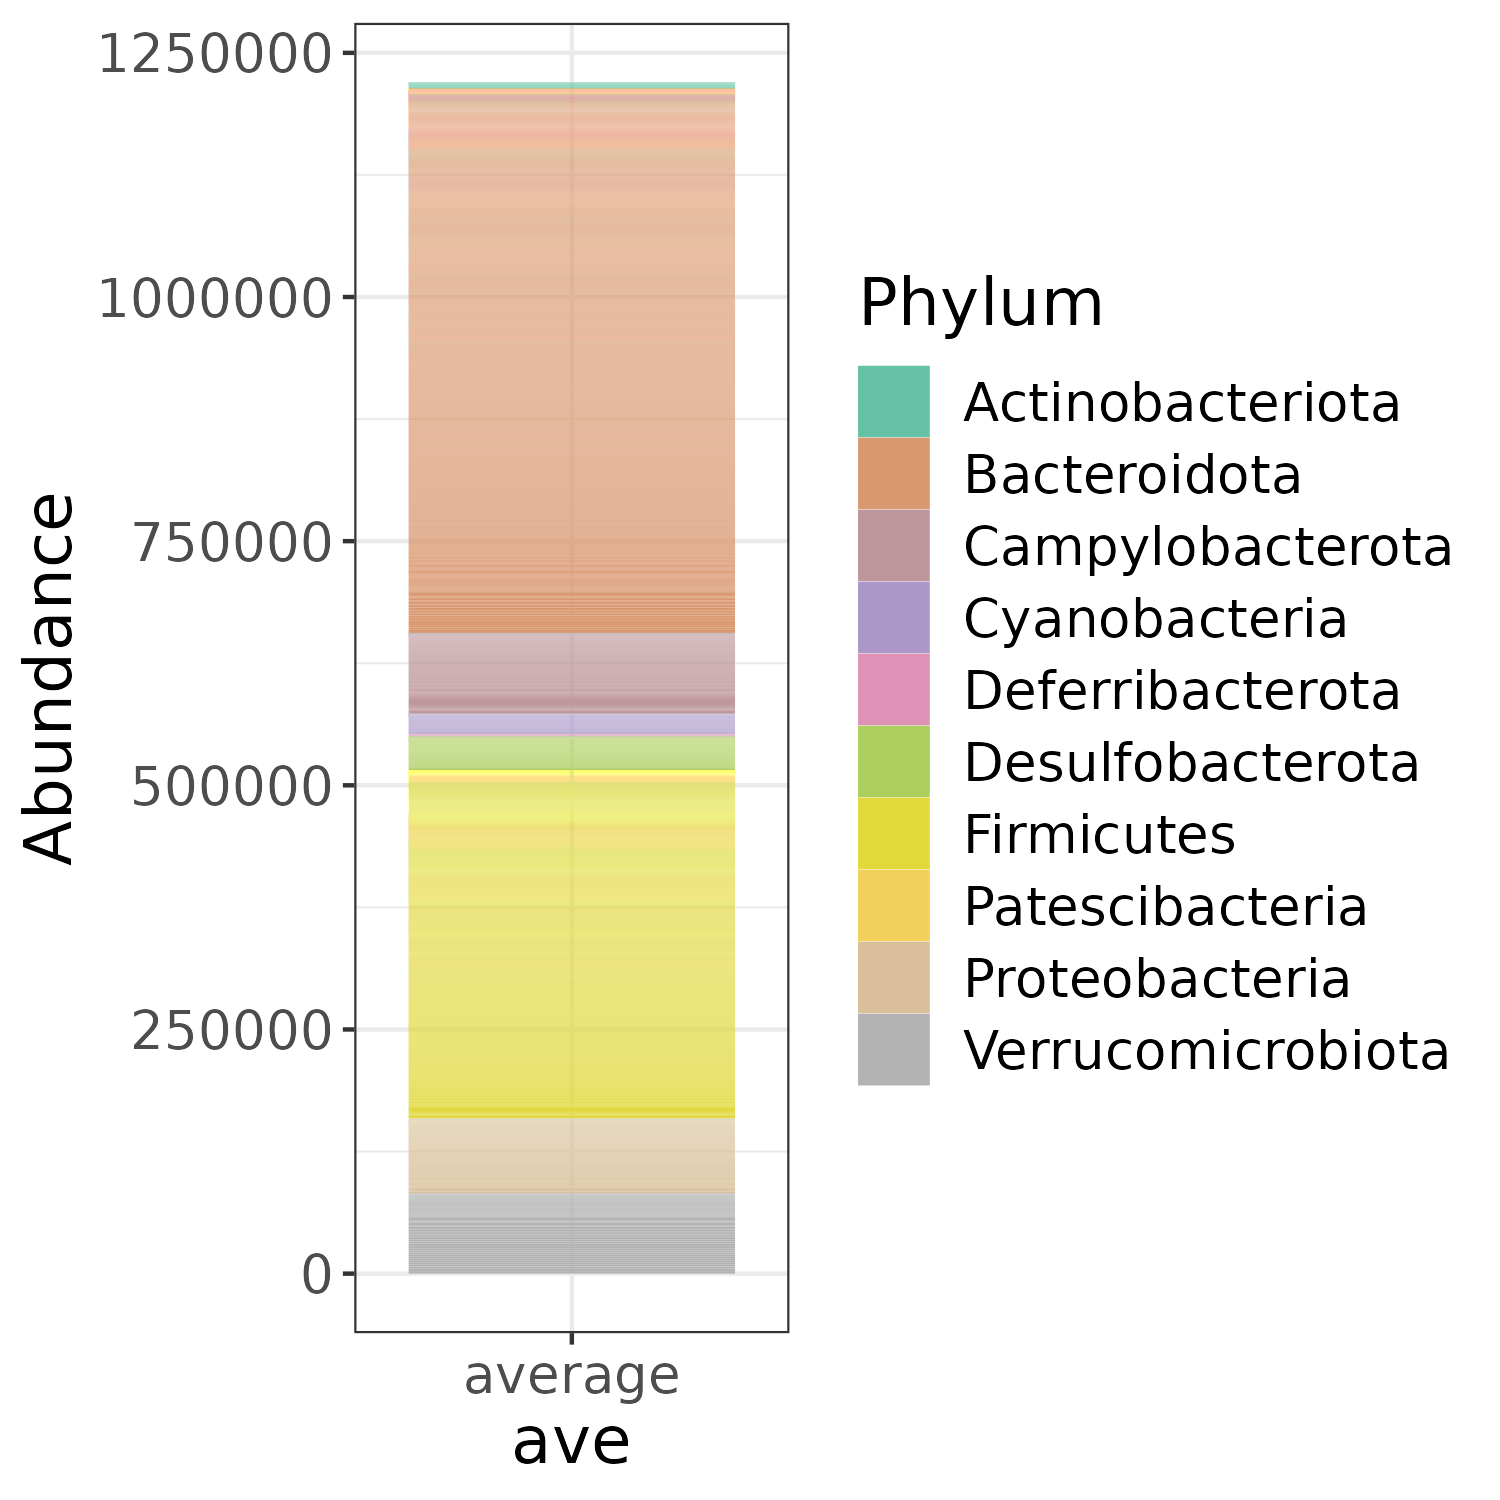 1250000
1000000
750000
500000
250000
0
Abundance
average
ave
Phylum
Actinobacteriota
Bacteroidota
Campylobacterota
Cyanobacteria
Deferribacterota
Desulfobacterota
Firmicutes
Patescibacteria
Proteobacteria
Verrucomicrobiota